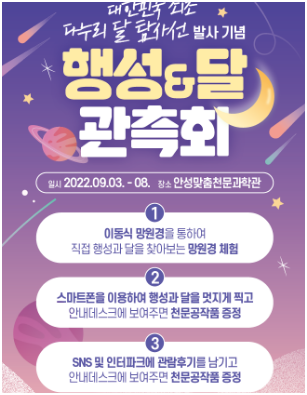 대한민국 최초
다누리 달 탐사선 발사 기념
행성&달
관측회
일시 2022.09.03. - 08. 장소 안성맞춤천문과학관
1
이동식 망원경을 통하여
직접 행성과 달을 찾아보는 망원경 체험
2
스마트폰을 이용하여 행성과 달을 멋지게 찍고
안내데스크에 보여주면 천문공작품 증정
3
SNS 및 인터파크에 관람후기를 남기고
안내데스크에 보여주면 천문공작품 증정